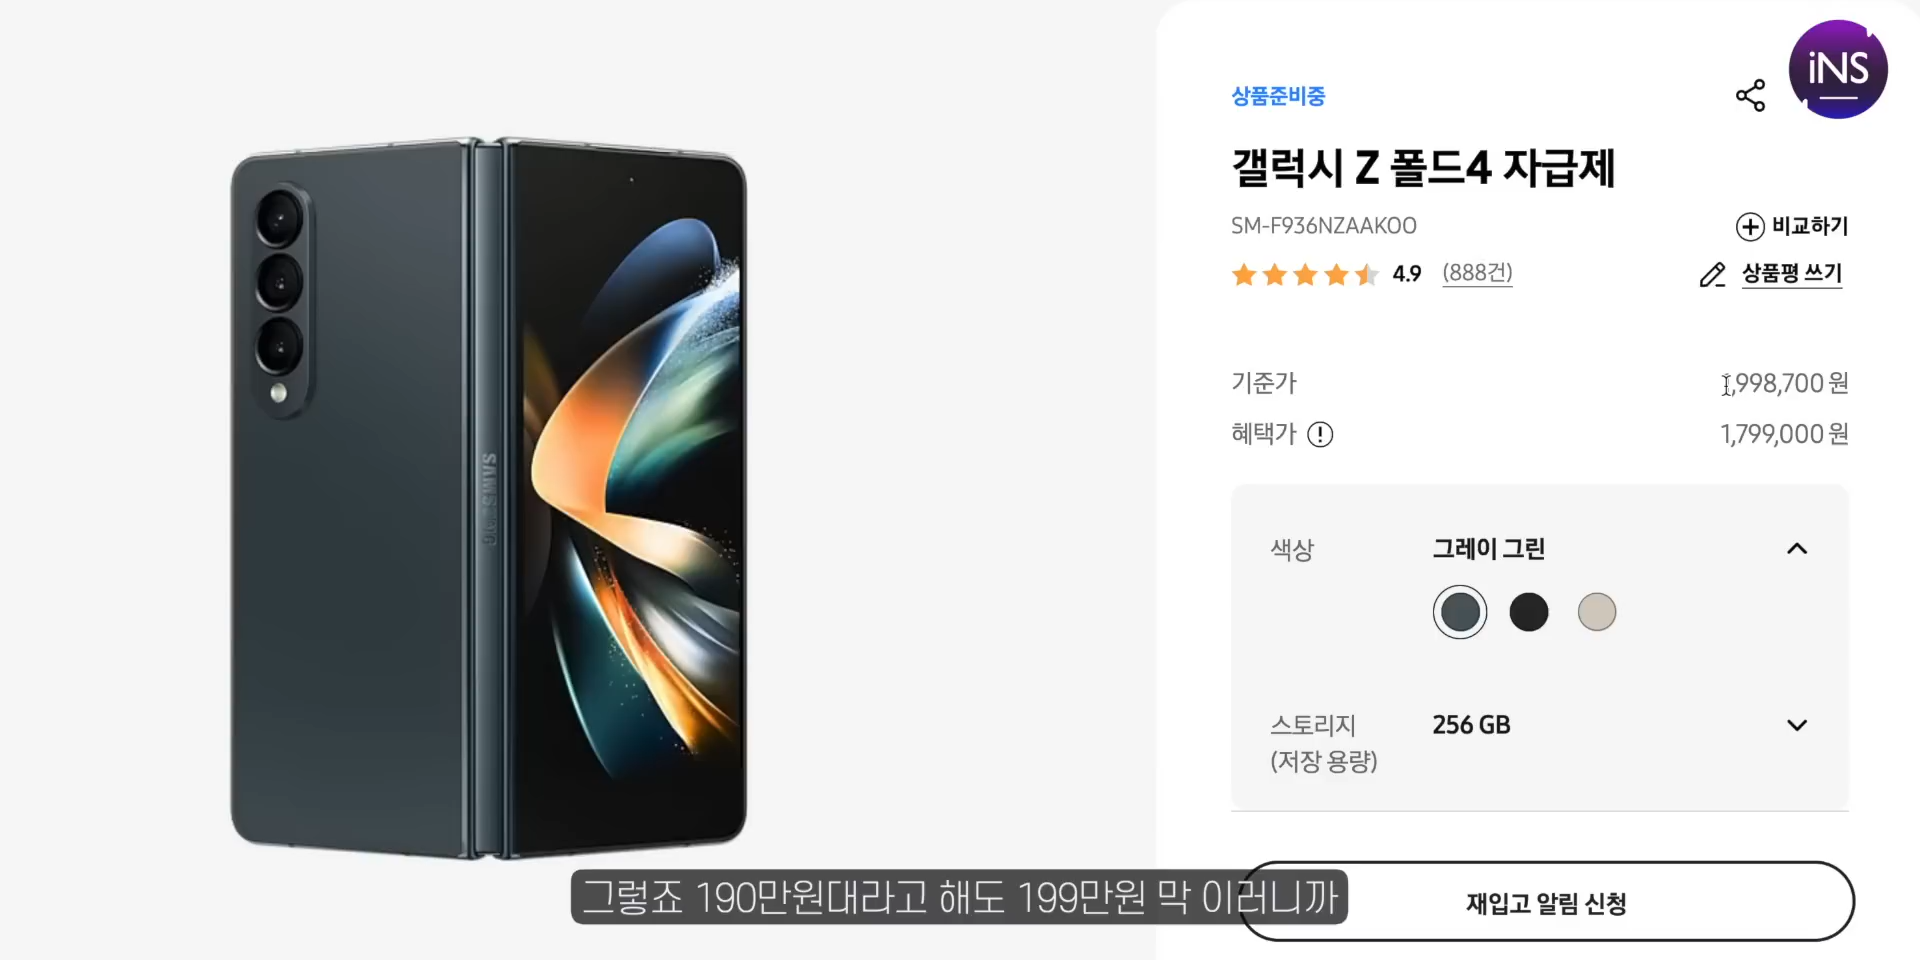 iNS
상품준비중
갤럭시 Z 폴드4 자급제
SM-F936NZAAKOO
비교하기
4.9 (888건)
상품평 쓰기
기준가 1,998,700 원
혜택가 1,799,000 원
SAMSUNG
색상 그레이 그린
스토리지 256 GB
(저장 용량)
그렇죠 190만원대라고 해도 199만원 막 이러니까
재입고 알림 신청